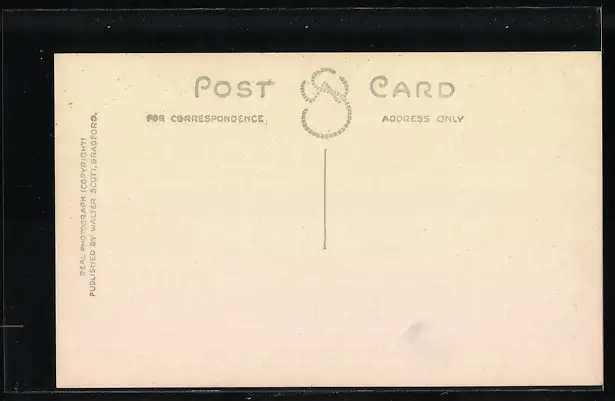 POST CARD
FOR CORRESPONDENCE.
ADDRESS ONLY
REAL PHOTOGRAPH (COPYRIGHT)
PUBLISHED BY WALTER SCOTT, BRADFORD.